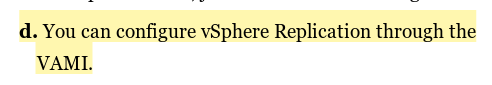 d. You can configure vSphere Replication through the
VAMI.